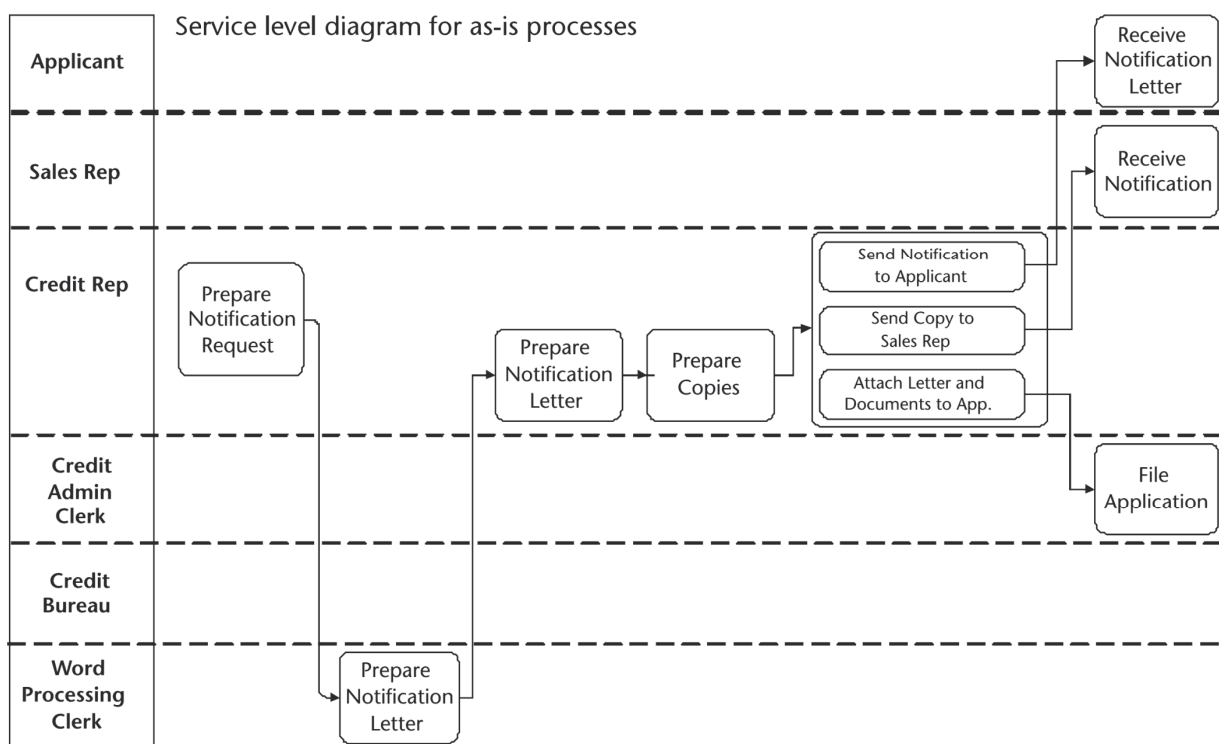 Service level diagram for as-is processes
Applicant
Receive
Notification
Letter
Sales Rep
Receive
Notification
Credit Rep
Prepare
Notification
Request
Prepare
Notification
Letter
Prepare
Copies
Send Notification
to Applicant
Send Copy to
Sales Rep
Attach Letter and
Documents to App.
Credit
Admin
Clerk
File
Application
Credit
Bureau
Word
Processing
Clerk
Prepare
Notification
Letter